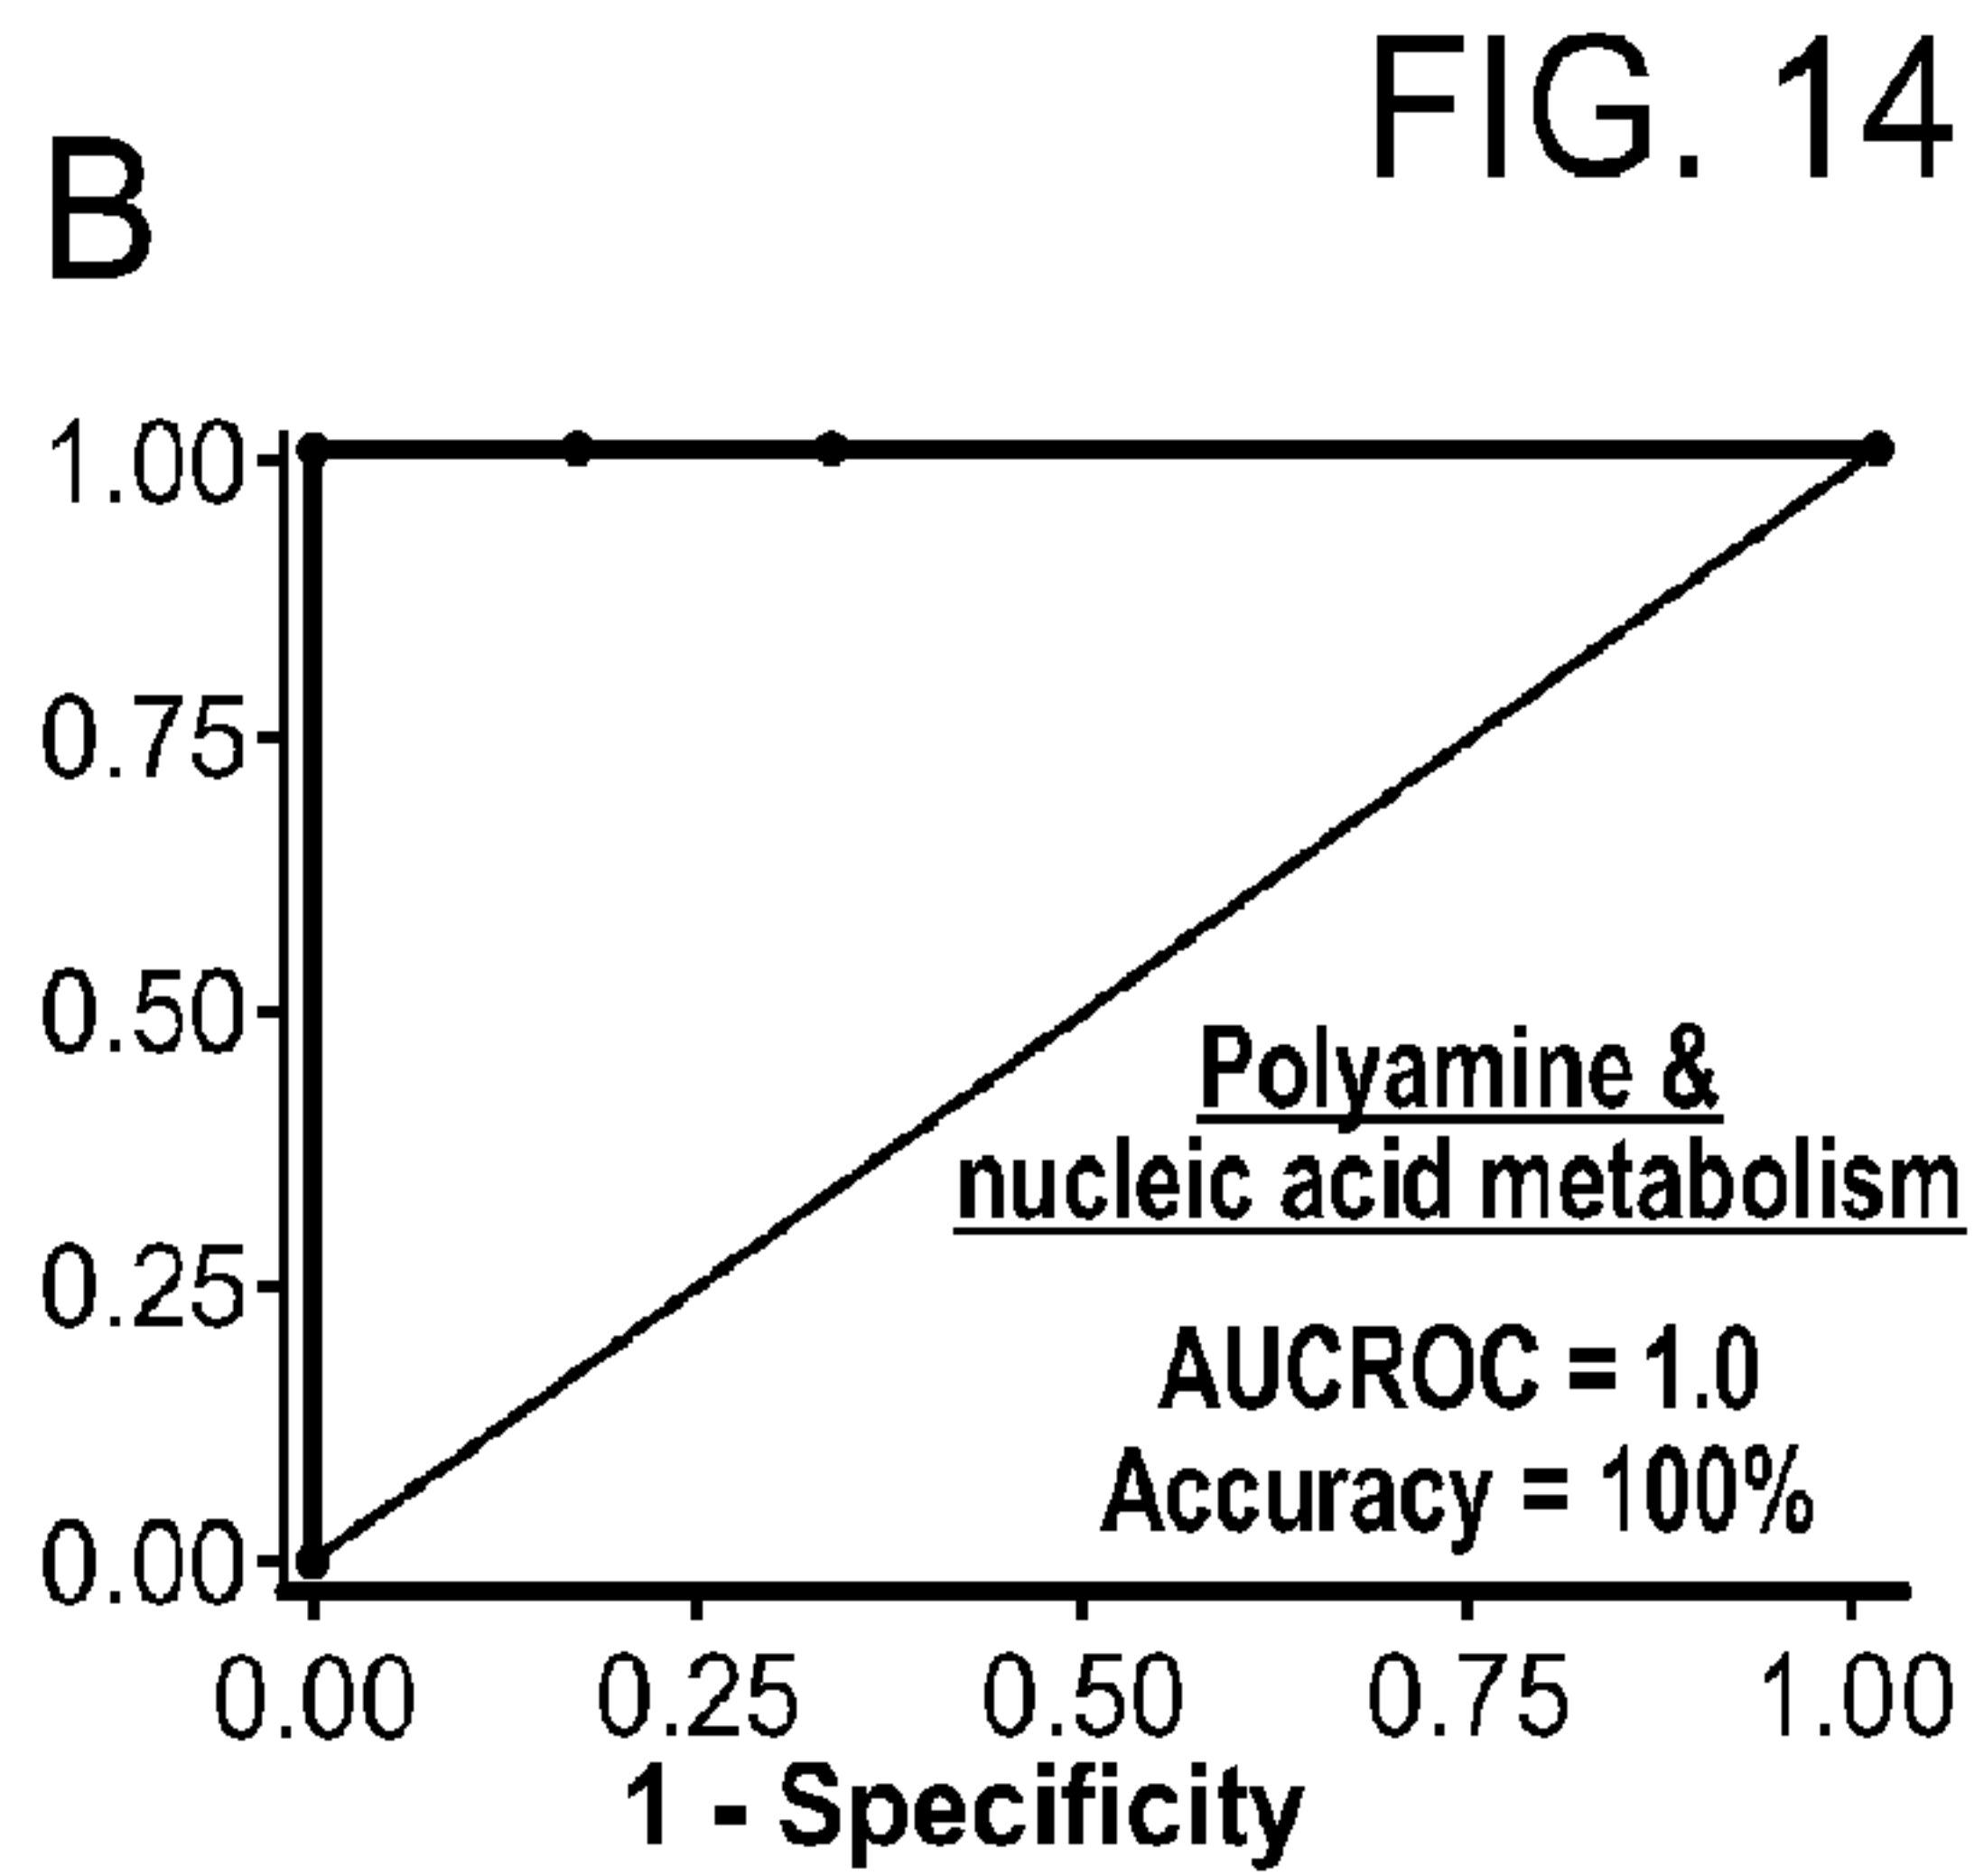 FIG. 14
B
1.00
0.75
0.50
0.25
0.00
Polyamine &
nucleic acid metabolism
AUCROC = 1.0
Accuracy = 100%
0.00 0.25 0.50 0.75 1.00
1 - Specificity